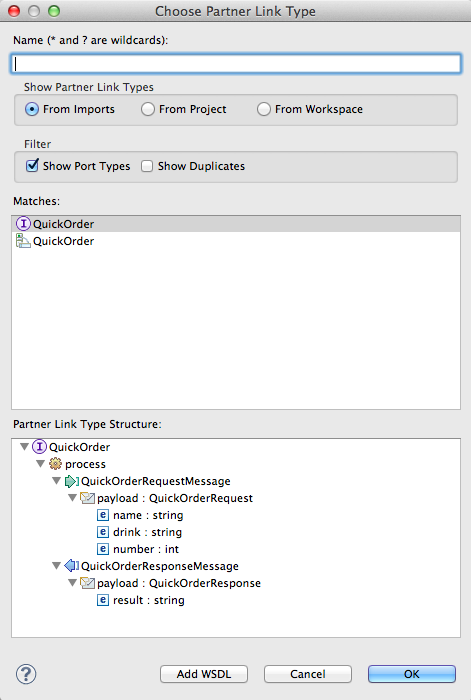 Choose Partner Link Type
Name (* and ? are wildcards):
Show Partner Link Types
From Imports From Project From Workspace
Filter
Show Port Types Show Duplicates
Matches:
I QuickOrder
QuickOrder
Partner Link Type Structure:
I QuickOrder
process
QuickOrderRequestMessage
payload : QuickOrderRequest
e name : string
e drink : string
e number : int
QuickOrderResponseMessage
payload : QuickOrderResponse
e result : string
? Add WSDL Cancel OK